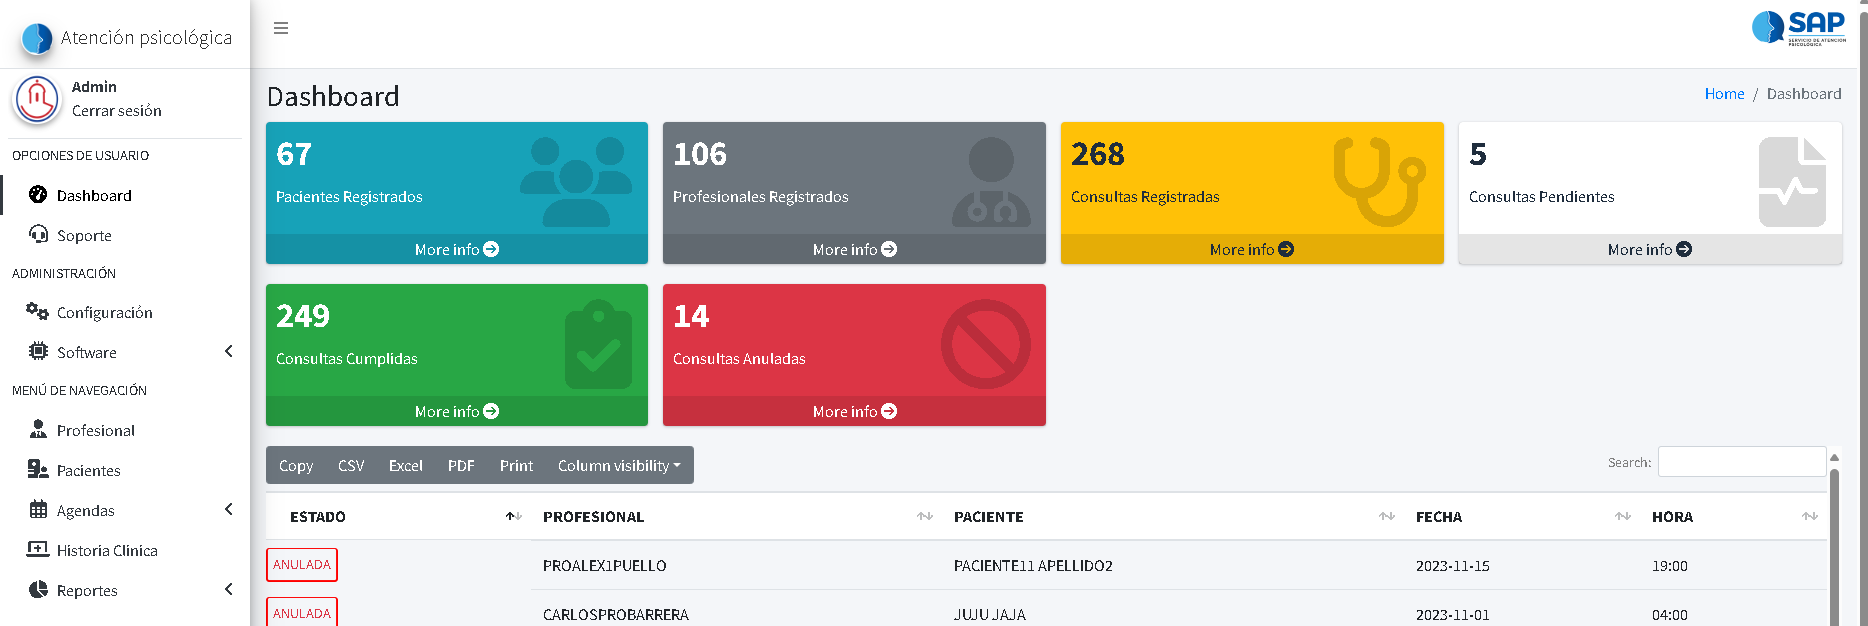 Atención psicológica
SAP
SERVICIO DE ATENCIÓN
PSICOLÓGICA
Admin
Cerrar sesión
OPCIONES DE USUARIO
Dashboard
Soporte
ADMINISTRACIÓN
Configuración
Software
MENÚ DE NAVEGACIÓN
Profesional
Pacientes
Agendas
Historia Clínica
Reportes
Dashboard
Home / Dashboard
67
Pacientes Registrados
More info
106
Profesionales Registrados
More info
268
Consultas Registradas
More info
5
Consultas Pendientes
More info
249
Consultas Cumplidas
More info
14
Consultas Anuladas
More info
Copy CSV Excel PDF Print Column visibility
Search:
ESTADO PROFESIONAL PACIENTE FECHA HORA
ANULADA PROALEX1PUELLO PACIENTE11 APELLIDO2 2023-11-15 19:00
ANULADA CARLOSPROBARRERA JUJU JAJA 2023-11-01 04:00